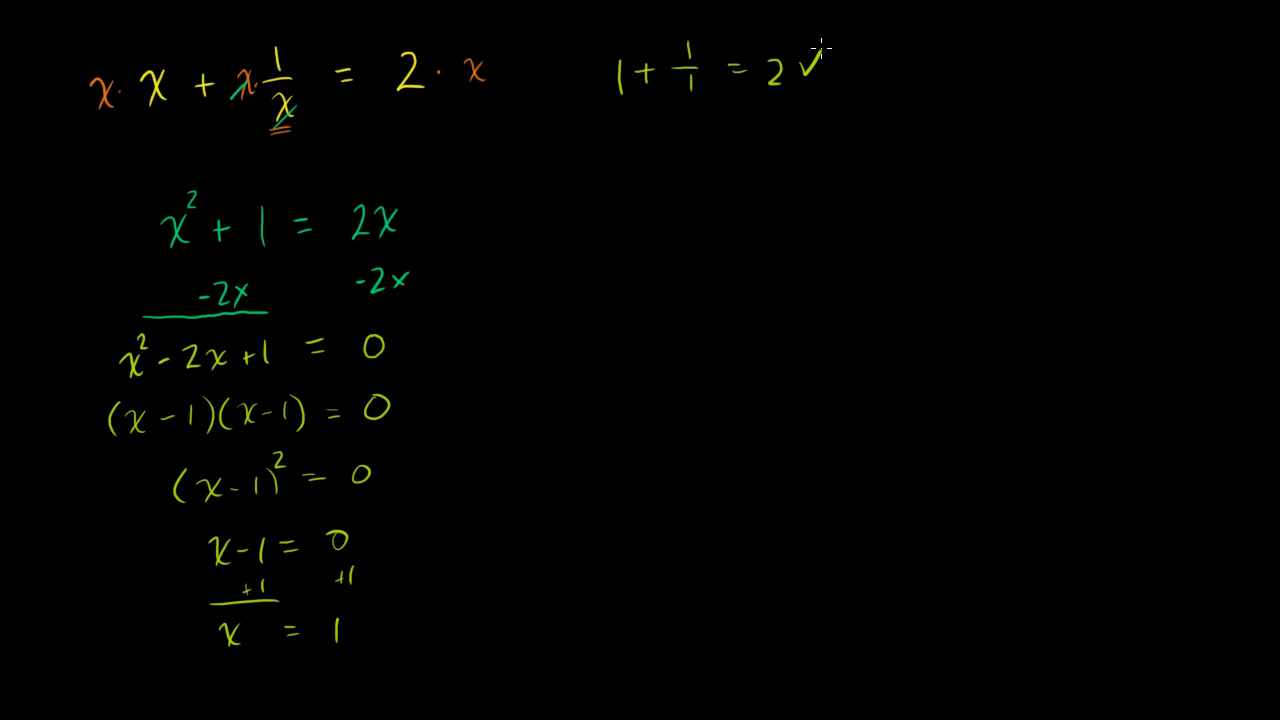 x · x + x · 1/x = 2 · x
1 + 1/1 = 2 ✓
x² + 1 = 2x
-2x -2x
x² - 2x + 1 = 0
(x - 1)(x - 1) = 0
(x - 1)² = 0
x - 1 = 0
+1 +1
x = 1